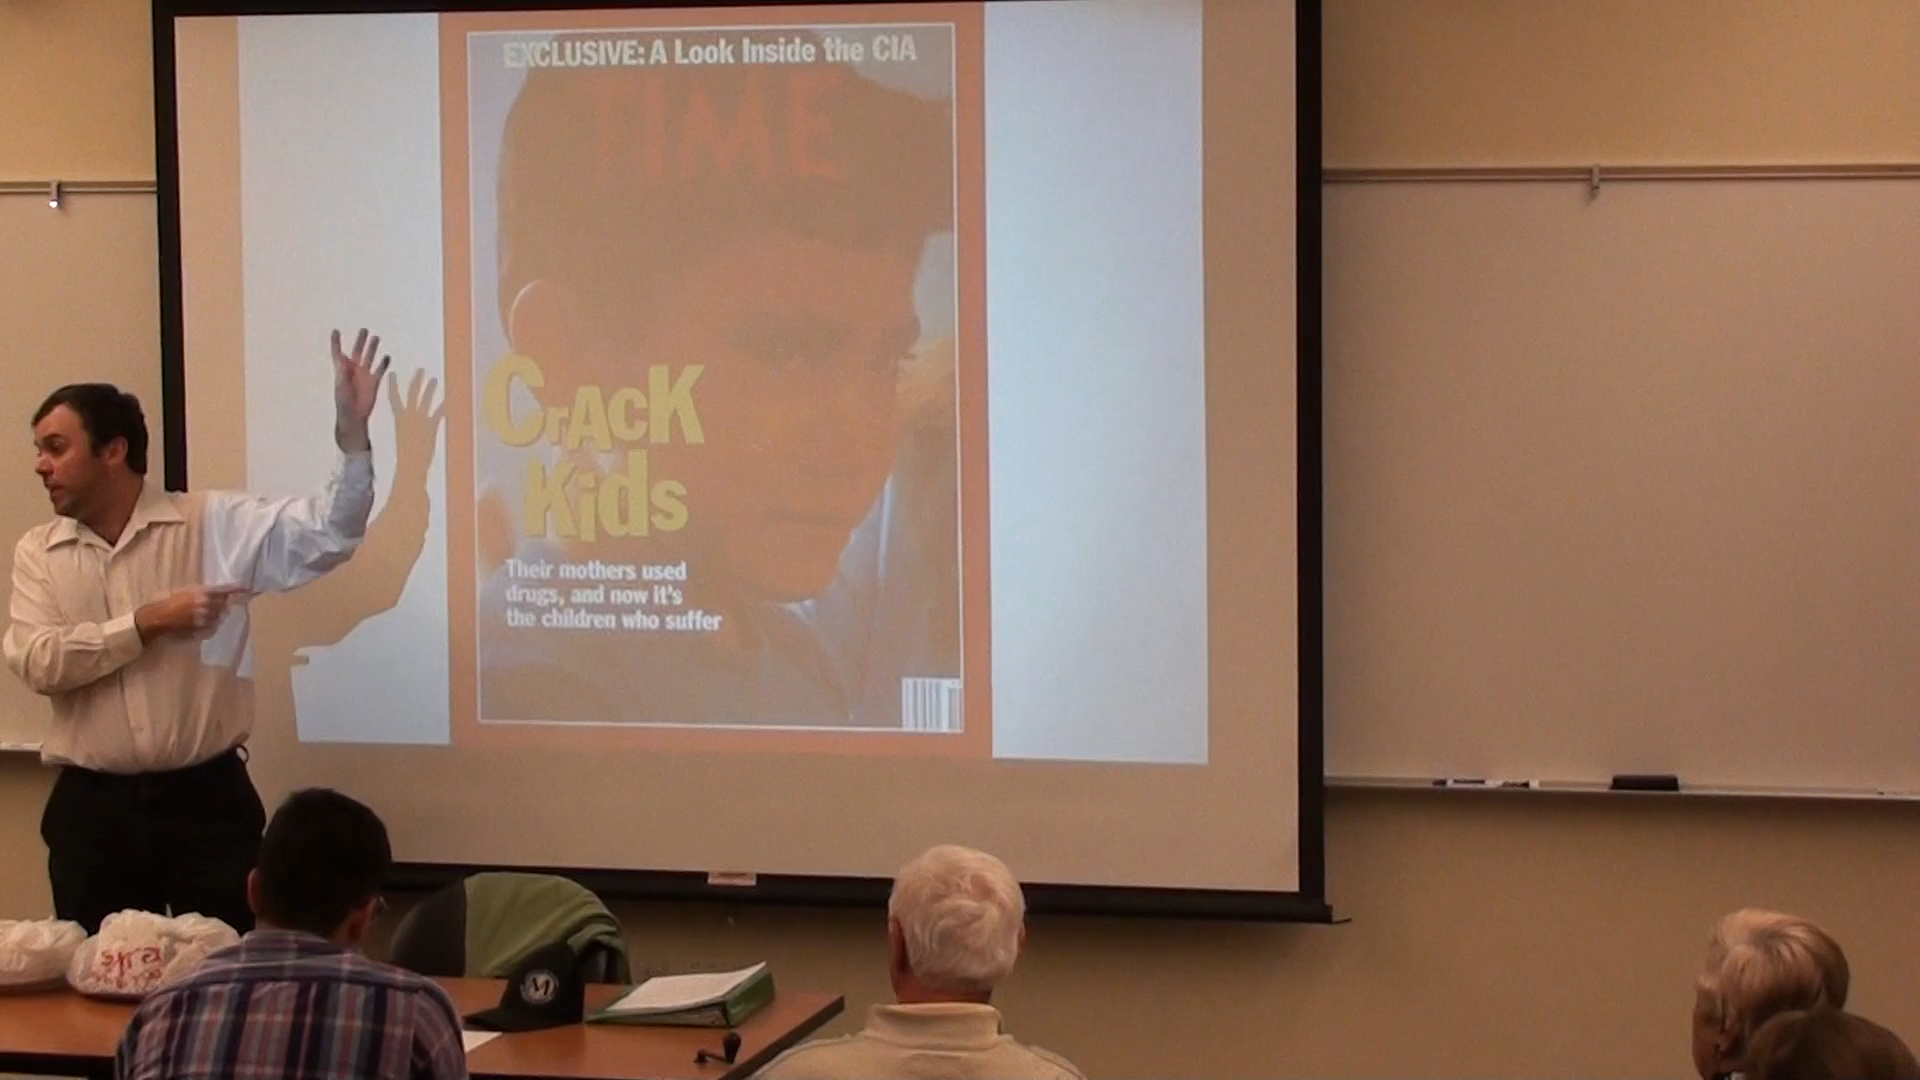 EXCLUSIVE: A Look Inside the CIA
TIME
CrAcK
Kids
Their mothers used
drugs, and now it's
the children who suffer
M